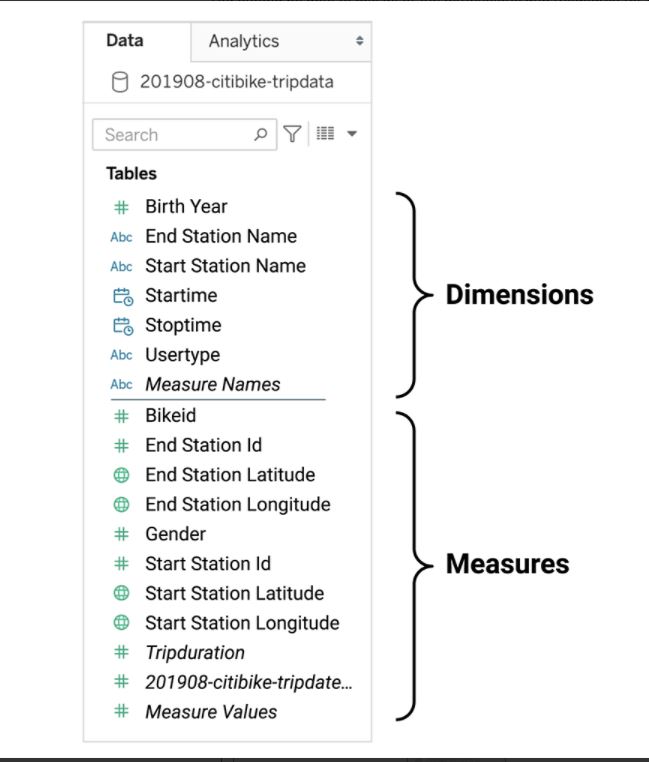 Data
Analytics
201908-citibike-tripdata
Search
Tables
Birth Year
Abc End Station Name
Abc Start Station Name
Startime
Stoptime
Abc Usertype
Abc Measure Names
Dimensions
Bikeid
End Station Id
End Station Latitude
End Station Longitude
Gender
Start Station Id
Start Station Latitude
Start Station Longitude
Tripduration
201908-citibike-tripdate...
Measure Values
Measures